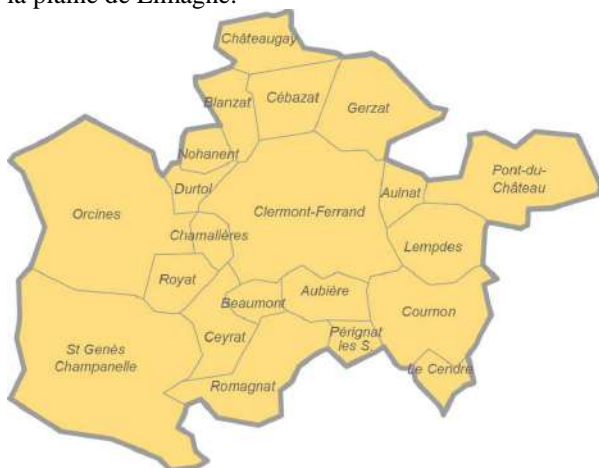 la plaine de Limagne.
Châteaugay
Blanzat
Cébazat
Gerzat
Nohanent
Durtol
Aulnat
Pont-du-
Château
Orcines
Clermont-Ferrand
Chamalières
Lempdes
Royat
Beaumont
Aubière
Cournon
Ceyrat
Pérignat
les S.
St Genés
Champanelle
Le Cendre
Romagnat